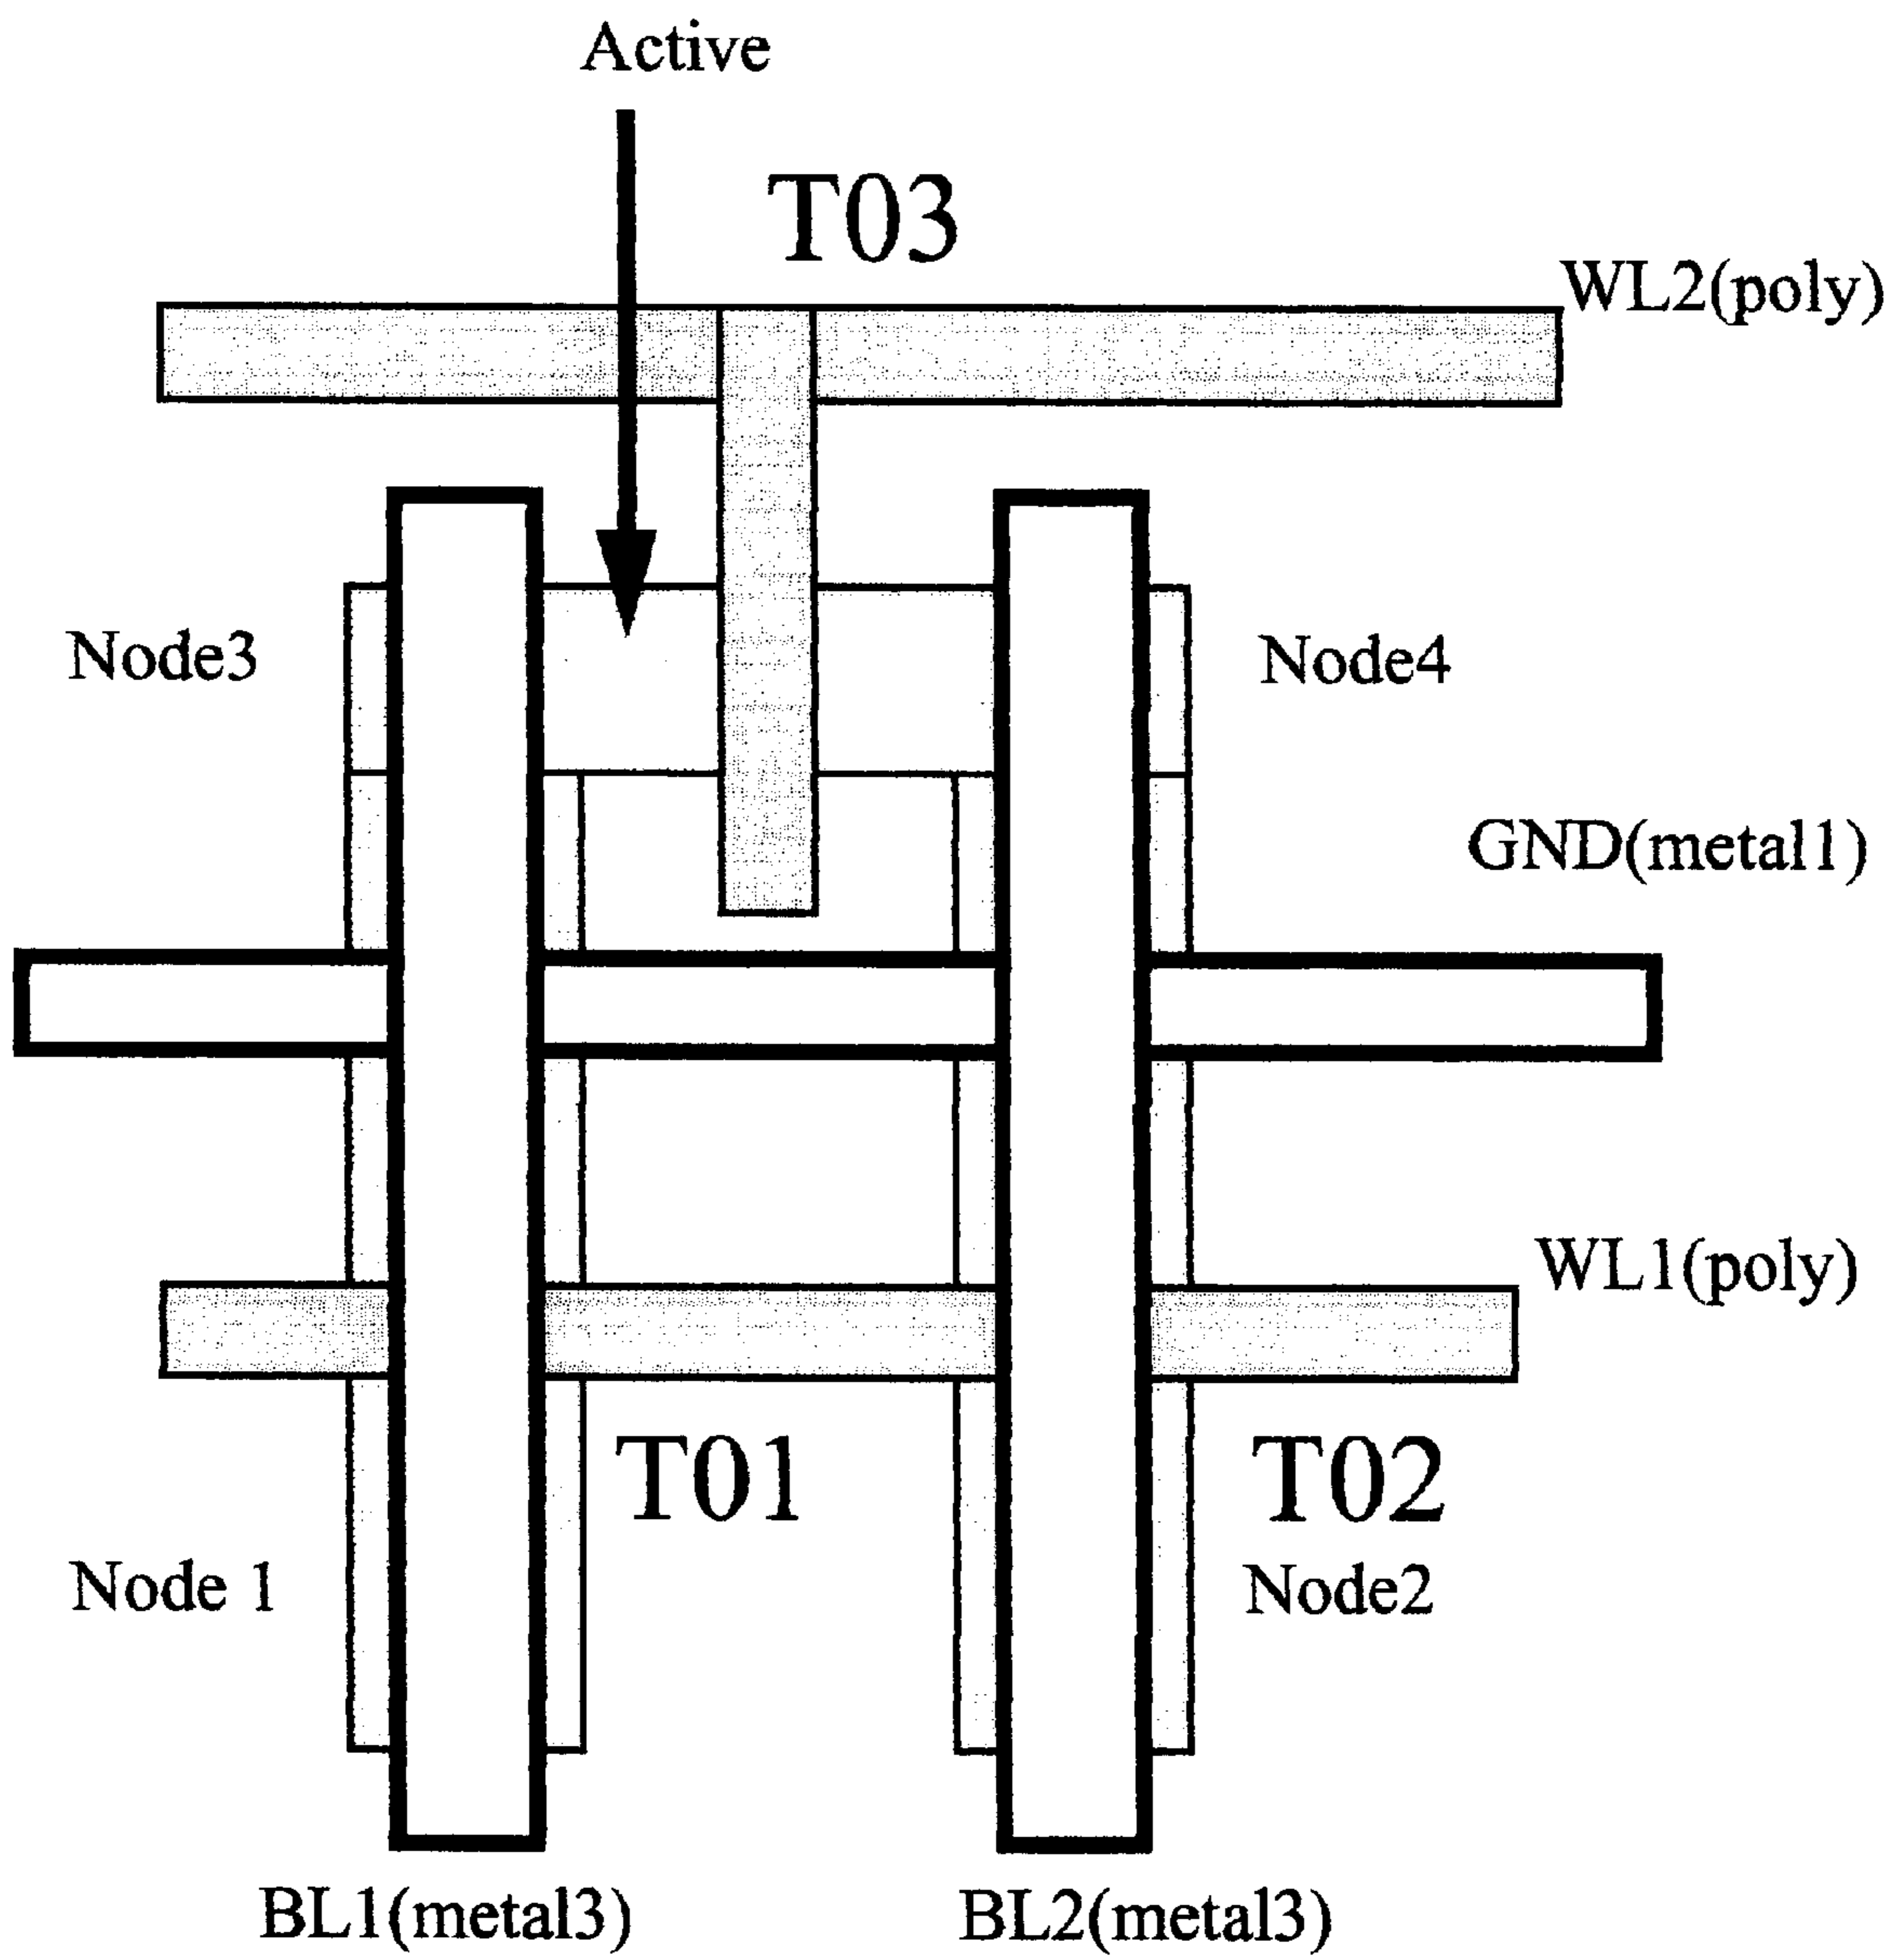 Active
T03
WL2(poly)
Node3
Node4
GND(metal1)
WL1(poly)
T01
T02
Node 1
Node2
BL1(metal3)
BL2(metal3)